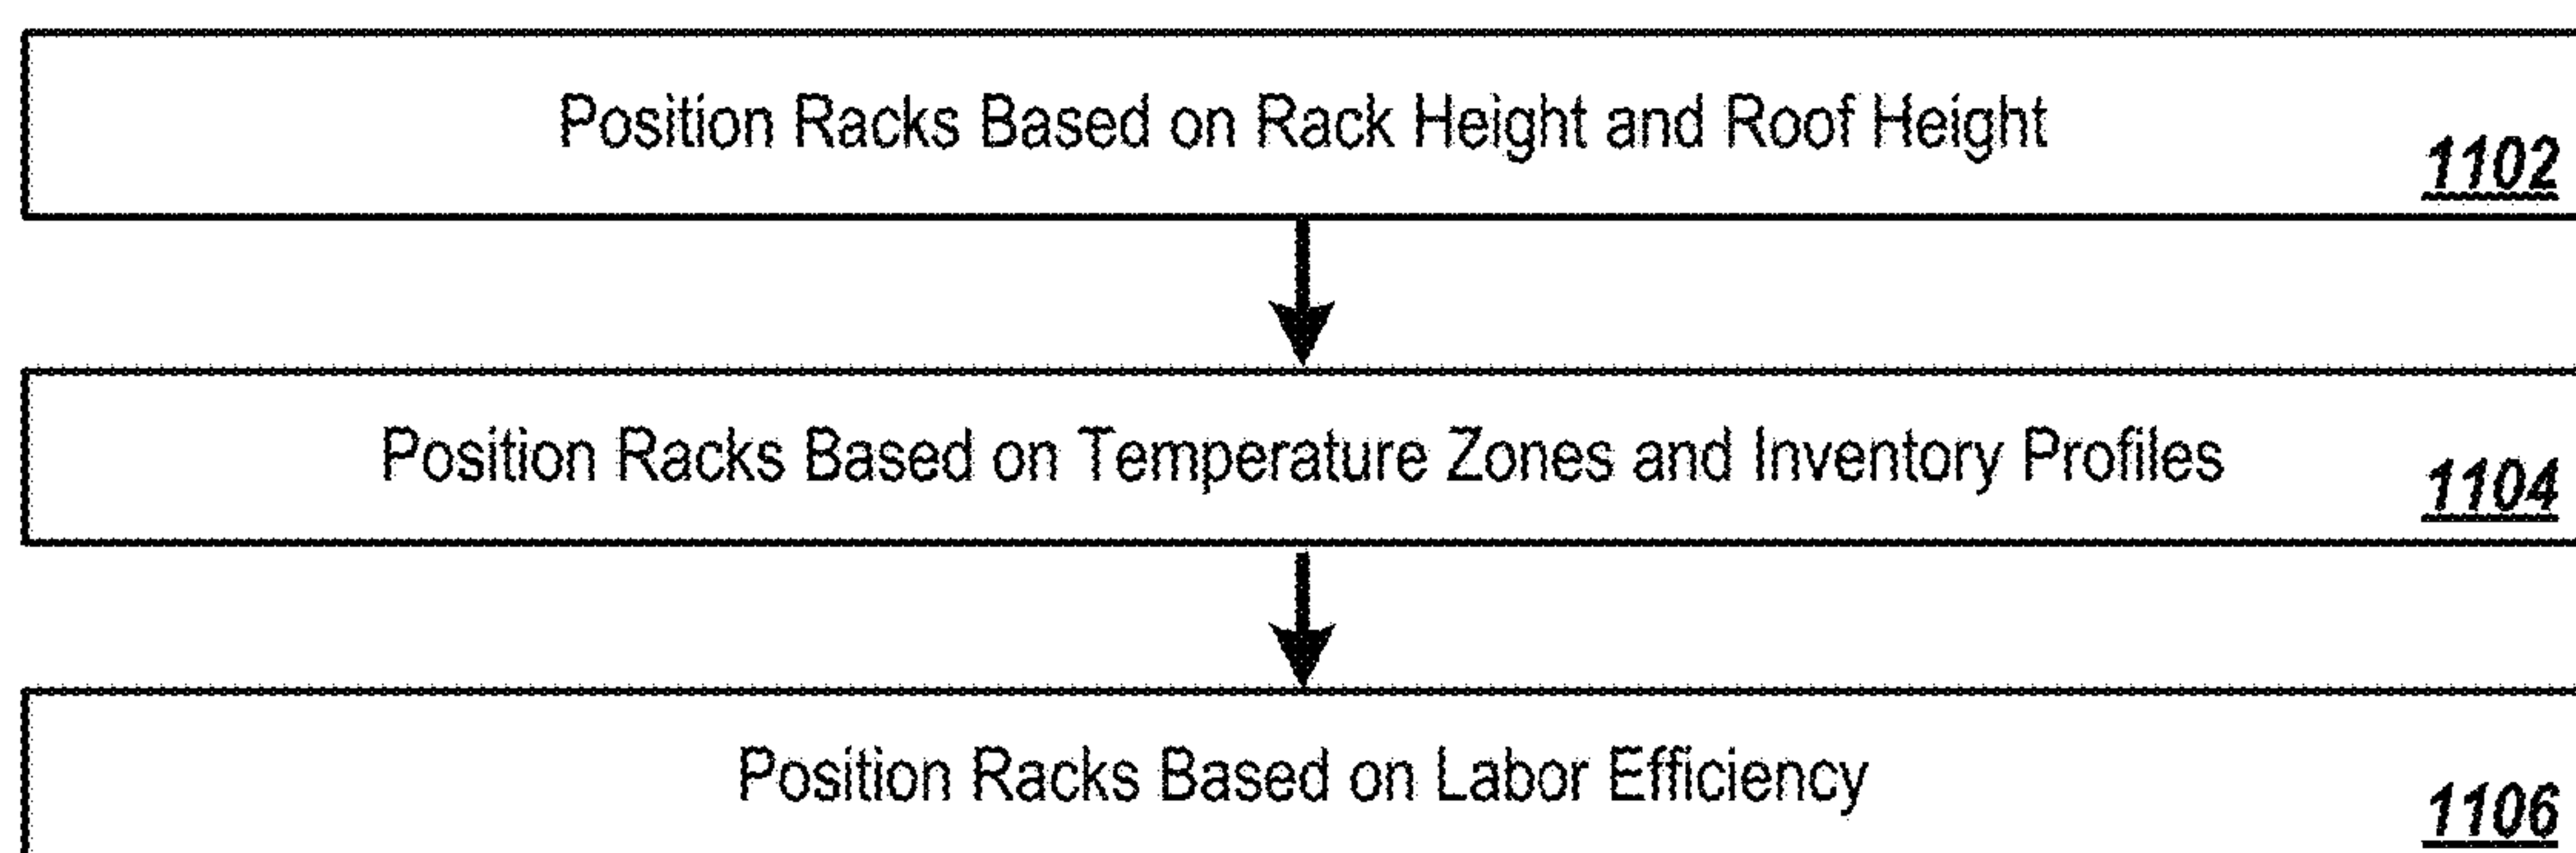 Position Racks Based on Rack Height and Roof Height
1102
Position Racks Based on Temperature Zones and Inventory Profiles
1104
Position Racks Based on Labor Efficiency
1106